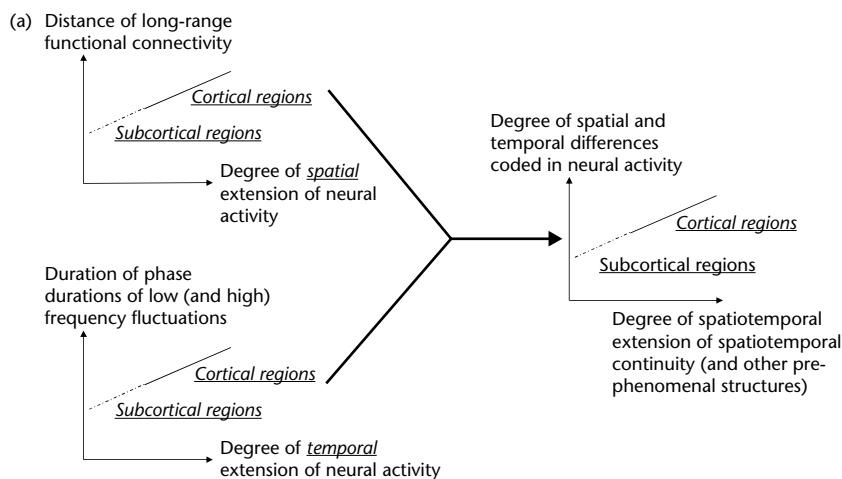 (a) Distance of long-range
functional connectivity
Cortical regions
Subcortical regions
Degree of spatial
extension of neural
activity
Duration of phase
durations of low (and high)
frequency fluctuations
Cortical regions
Subcortical regions
Degree of temporal
extension of neural activity
Degree of spatial and
temporal differences
coded in neural activity
Cortical regions
Subcortical regions
Degree of spatiotemporal
extension of spatiotemporal
continuity (and other pre-
phenomenal structures)